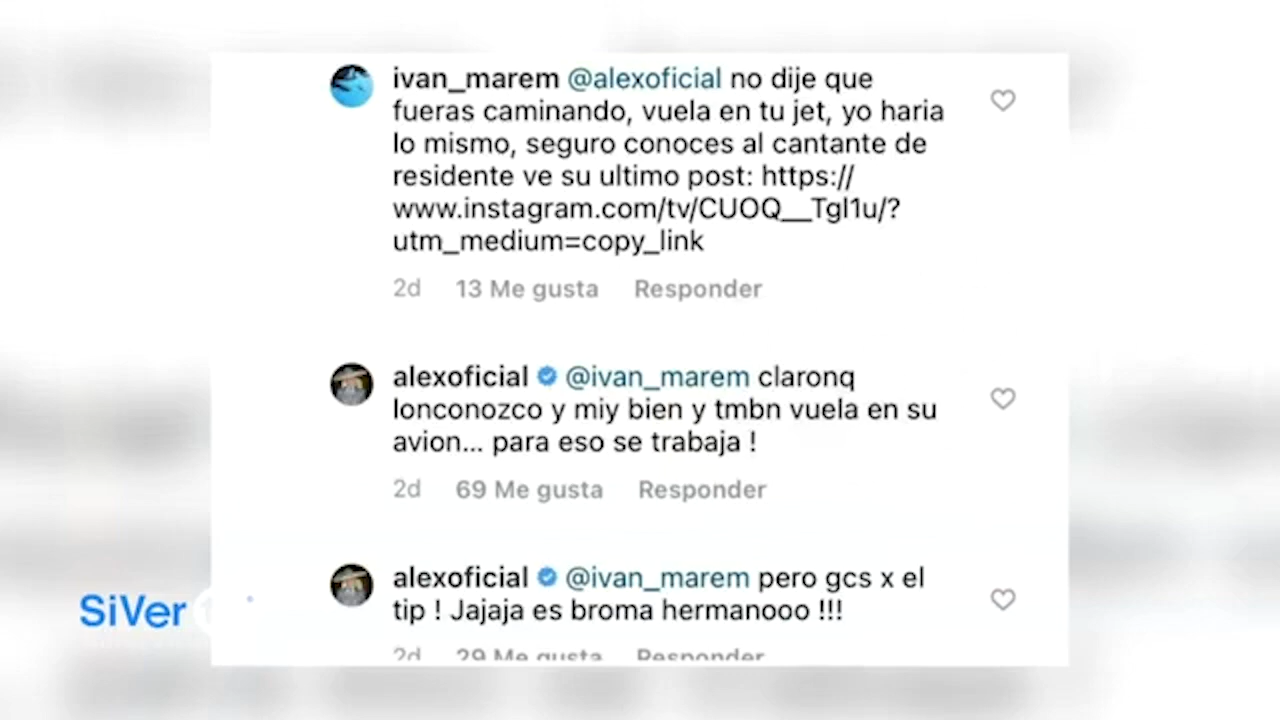 ivan_marem @alexoficial no dije que
fueras caminando, vuela en tu jet, yo haria
lo mismo, seguro conoces al cantante de
residente ve su ultimo post: https://
www.instagram.com/tv/CUOQ__Tgl1u/?
utm_medium=copy_link
2d 13 Me gusta Responder
alexoficial @ivan_marem claronq
lonconozco y miy bien y tmbn vuela en su
avion... para eso se trabaja !
2d 69 Me gusta Responder
alexoficial @ivan_marem pero gcs x el
tip ! Jajaja es broma hermanooo !!!
2d 29 Me gusta Responder
SiVer